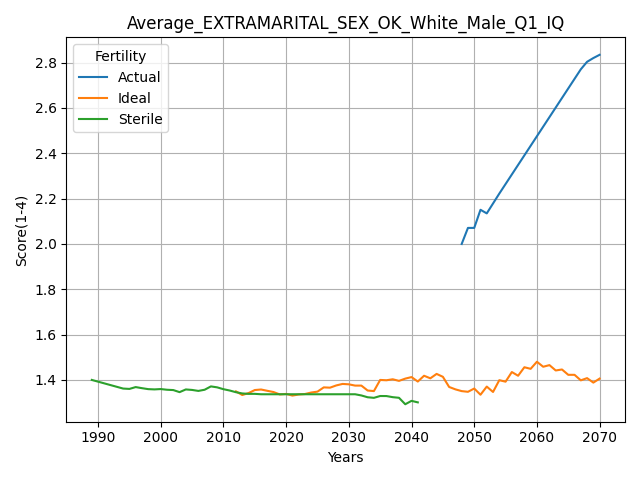 Average_EXTRAMARITAL_SEX_OK_White_Male_Q1_IQ
Fertility
Actual
Ideal
Sterile
Score(1-4)
2.8
2.6
2.4
2.2
2.0
1.8
1.6
1.4
1990 2000 2010 2020 2030 2040 2050 2060 2070
Years